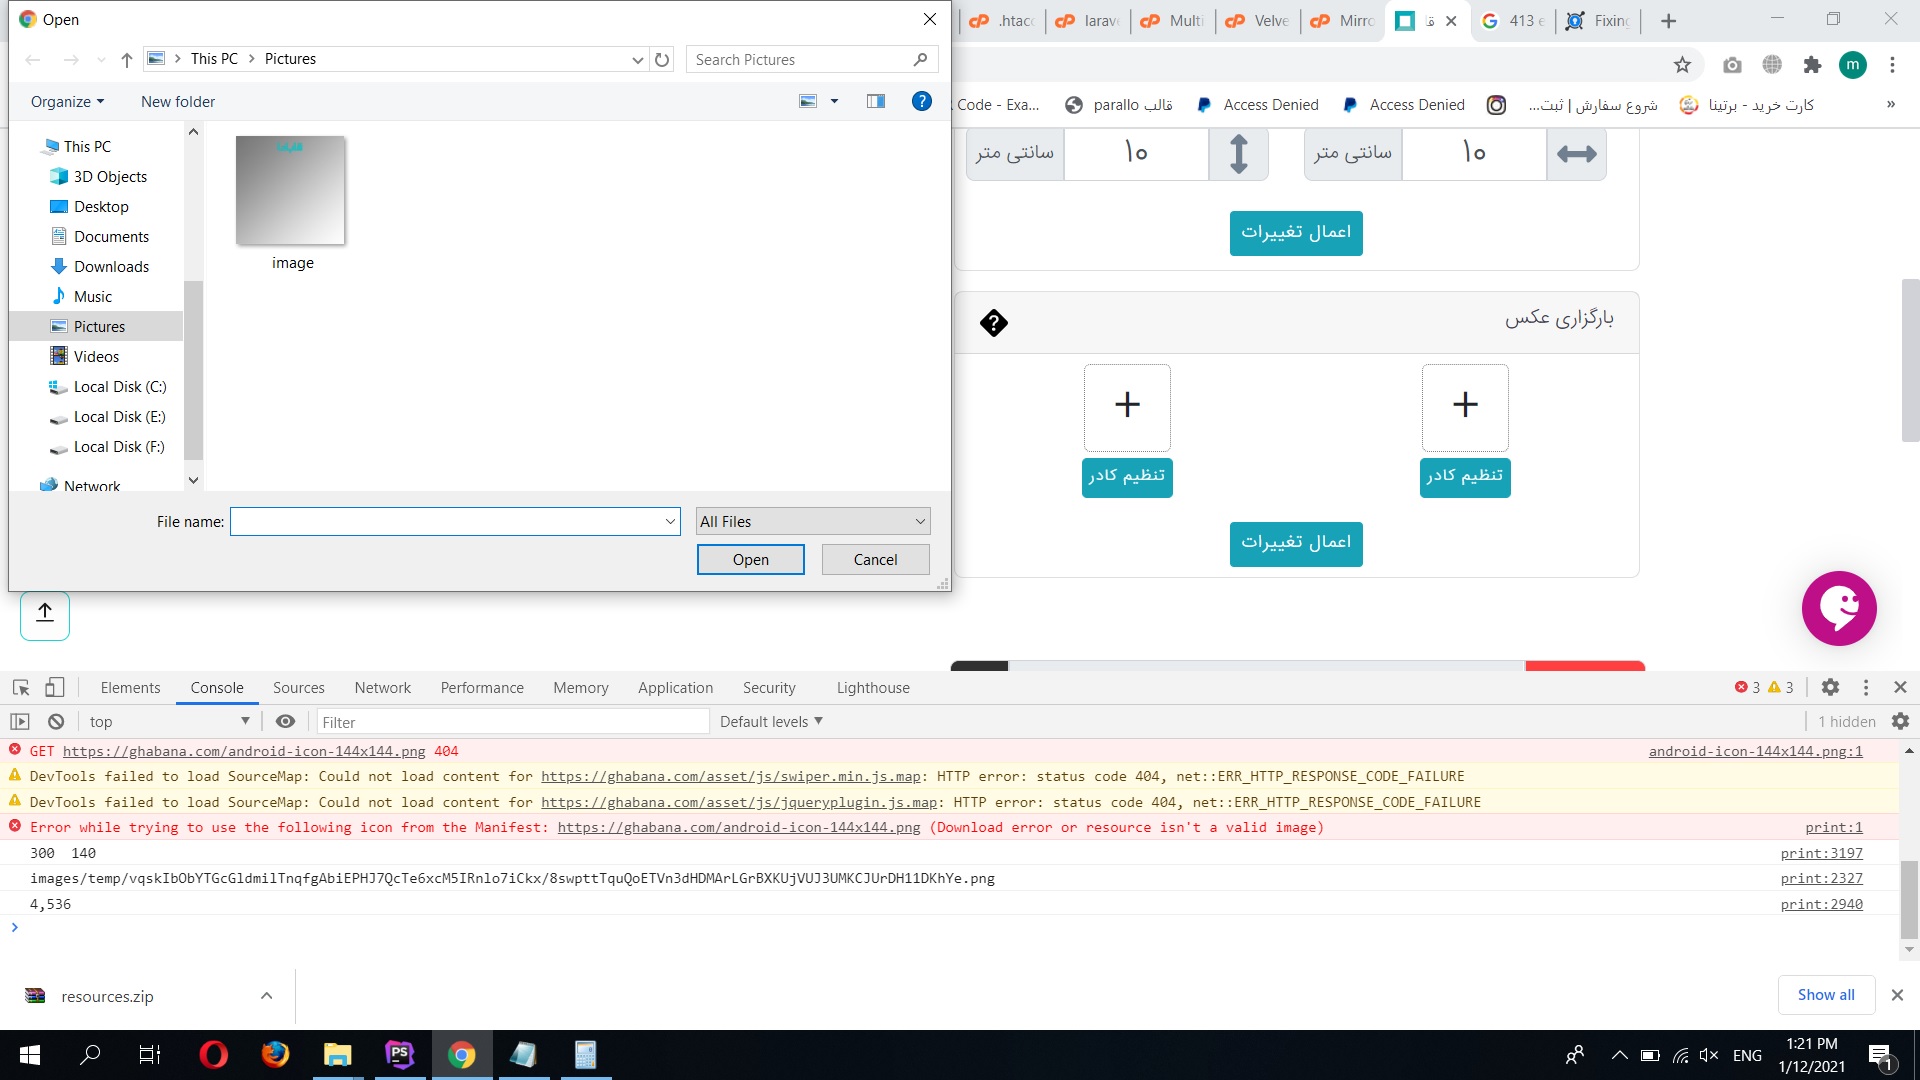 Open
This PC
Pictures
Search Pictures
Organize
New folder
This PC
3D Objects
Desktop
Documents
Downloads
Music
Pictures
Videos
Local Disk (C:)
Local Disk (E:)
Local Disk (F:)
Network
image
File name:
All Files
Open
Cancel
.htacc
larav
Multi
Velve
Mirro
قا
413 e
Fixing
m
Code - Exa...
قالب parallo
Access Denied
Access Denied
شروع سفارش | ثبت...
کارت خرید - برتینا
»
سانتی متر
۱۰
سانتی متر
۱۰
اعمال تغییرات
بارگزاری عکس
?
+
+
تنظیم کادر
تنظیم کادر
اعمال تغییرات
Elements
Console
Sources
Network
Performance
Memory
Application
Security
Lighthouse
3
3
top
Filter
Default levels
1 hidden
GET https://ghabana.com/android-icon-144x144.png 404
android-icon-144x144.png:1
DevTools failed to load SourceMap: Could not load content for https://ghabana.com/asset/js/swiper.min.js.map: HTTP error: status code 404, net::ERR_HTTP_RESPONSE_CODE_FAILURE
DevTools failed to load SourceMap: Could not load content for https://ghabana.com/asset/js/jqueryplugin.js.map: HTTP error: status code 404, net::ERR_HTTP_RESPONSE_CODE_FAILURE
Error while trying to use the following icon from the Manifest: https://ghabana.com/android-icon-144x144.png (Download error or resource isn't a valid image)
print:1
300 140
print:3197
images/temp/vqskIbObYTGcGldmilTnqfgAbiEPHJ7QcTe6xcM5IRnlo7iCkx/8swpttTquQoETVn3dHDMArLGrBXKUjVUJ3UMKCJUrDH11DKhYe.png
print:2327
4,536
print:2940
resources.zip
Show all
PS
ENG
1:21 PM
1/12/2021
1